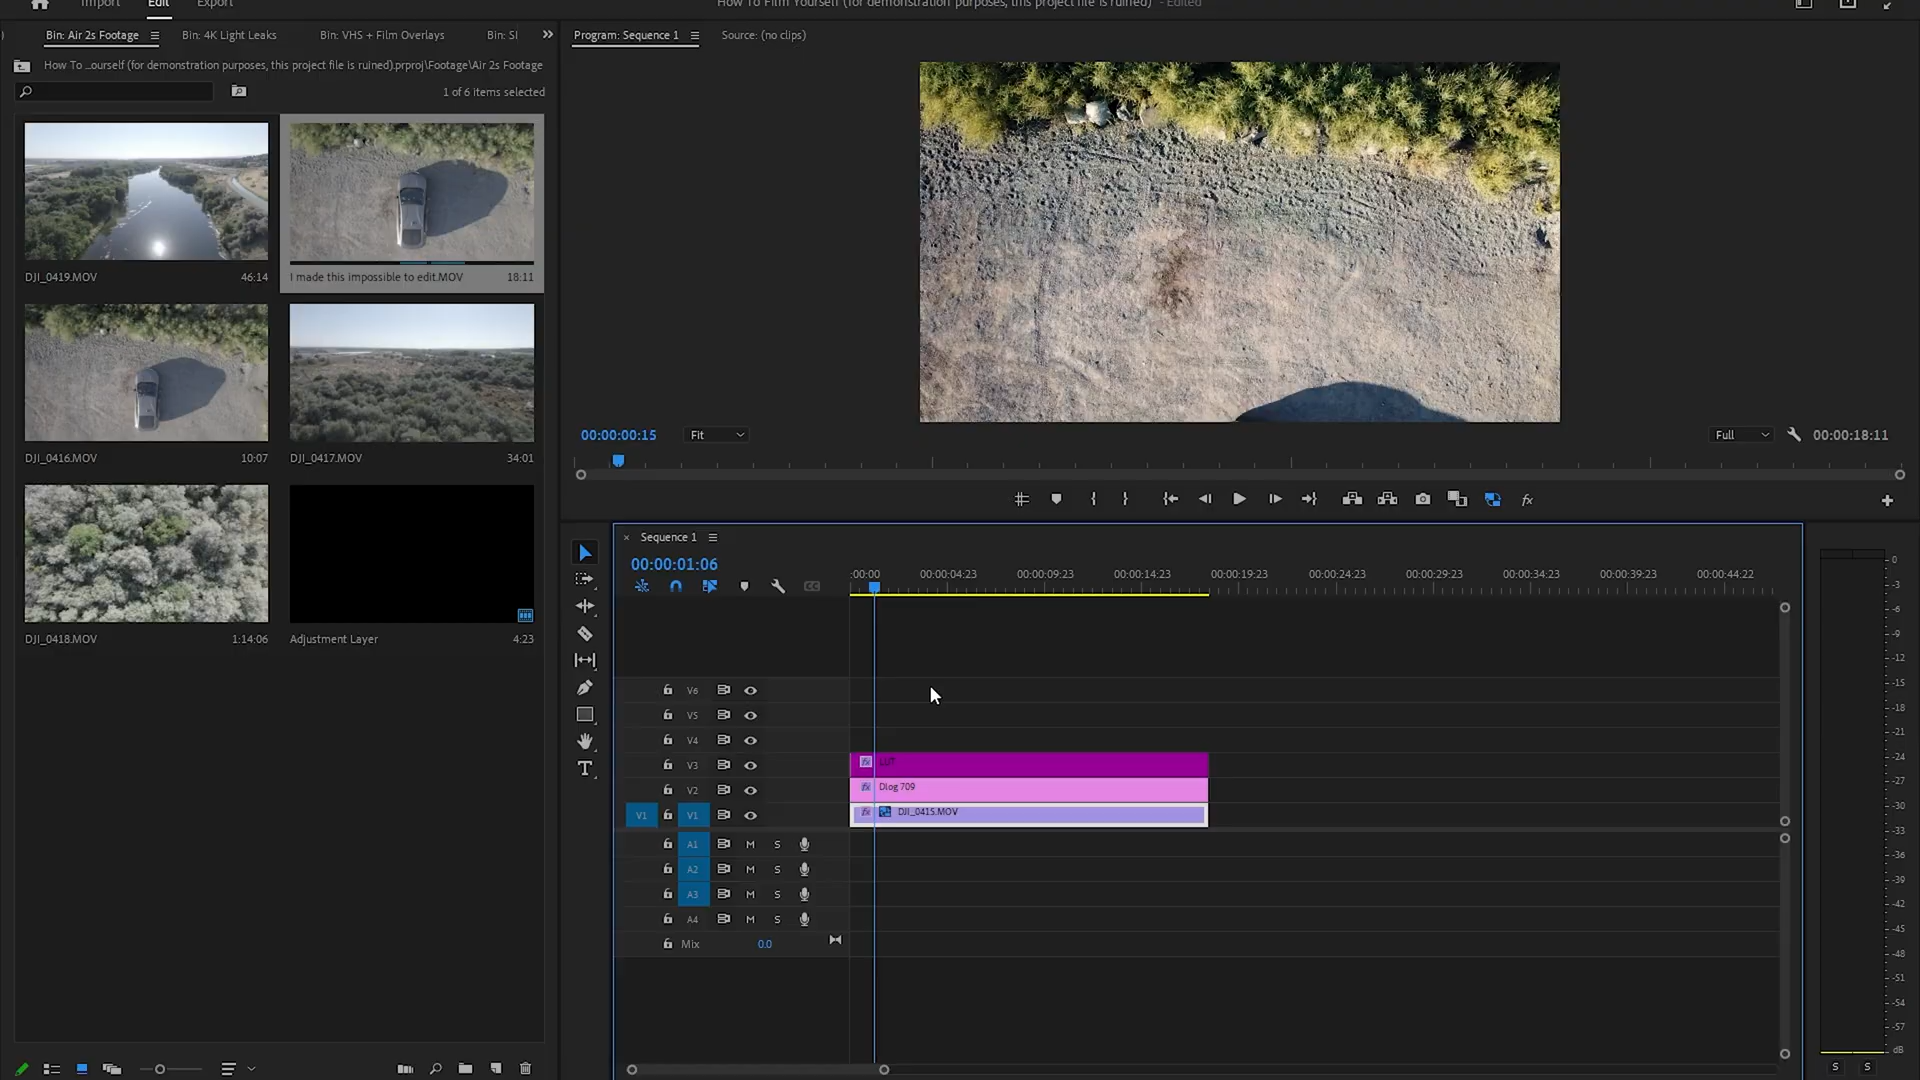 Import Edit Export
How To Film Yourself (for demonstration purposes, this project file is ruined) - Edited
Bin: Air 2s Footage Bin: 4K Light Leaks Bin: VHS + Film Overlays Bin: SI
Program: Sequence 1 Source: (no clips)
How To ...ourself (for demonstration purposes, this project file is ruined).prproj\Footage\Air 2s Footage
1 of 6 items selected
DJI_0419.MOV 46:14
I made this impossible to edit.MOV 18:11
DJI_0416.MOV 10:07
DJI_0417.MOV 34:01
DJI_0418.MOV 1:14:06
Adjustment Layer 4:23
00:00:00:15 Fit Full 00:00:18:11
fx
Sequence 1
00:00:01:06
:00:00 00:00:04:23 00:00:09:23 00:00:14:23 00:00:19:23 00:00:24:23 00:00:29:23 00:00:34:23 00:00:39:23 00:00:44:22
V6
V5
V4
V3 fx LUT
V2 fx Dlog 709
V1 V1 fx DJI_0415.MOV
A1 M S
A2 M S
A3 M S
A4 M S
Mix 0.0
0
-3
-6
-9
-12
-15
-18
-21
-24
-27
-30
-33
-36
-39
-42
-45
-48
-51
-54
-57
dB
S S